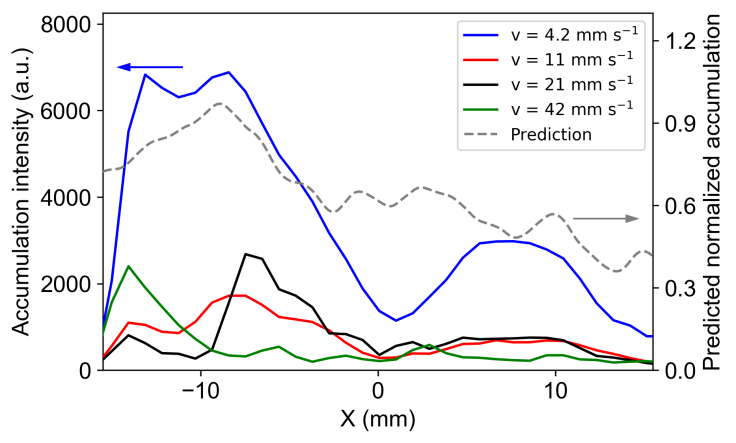 Accumulation intensity (a.u.)
8000
6000
4000
2000
0
v = 4.2 mm s⁻¹
v = 11 mm s⁻¹
v = 21 mm s⁻¹
v = 42 mm s⁻¹
Prediction
1.2
0.9
0.6
0.3
0.0
Predicted normalized accumulation
−10
0
10
X (mm)